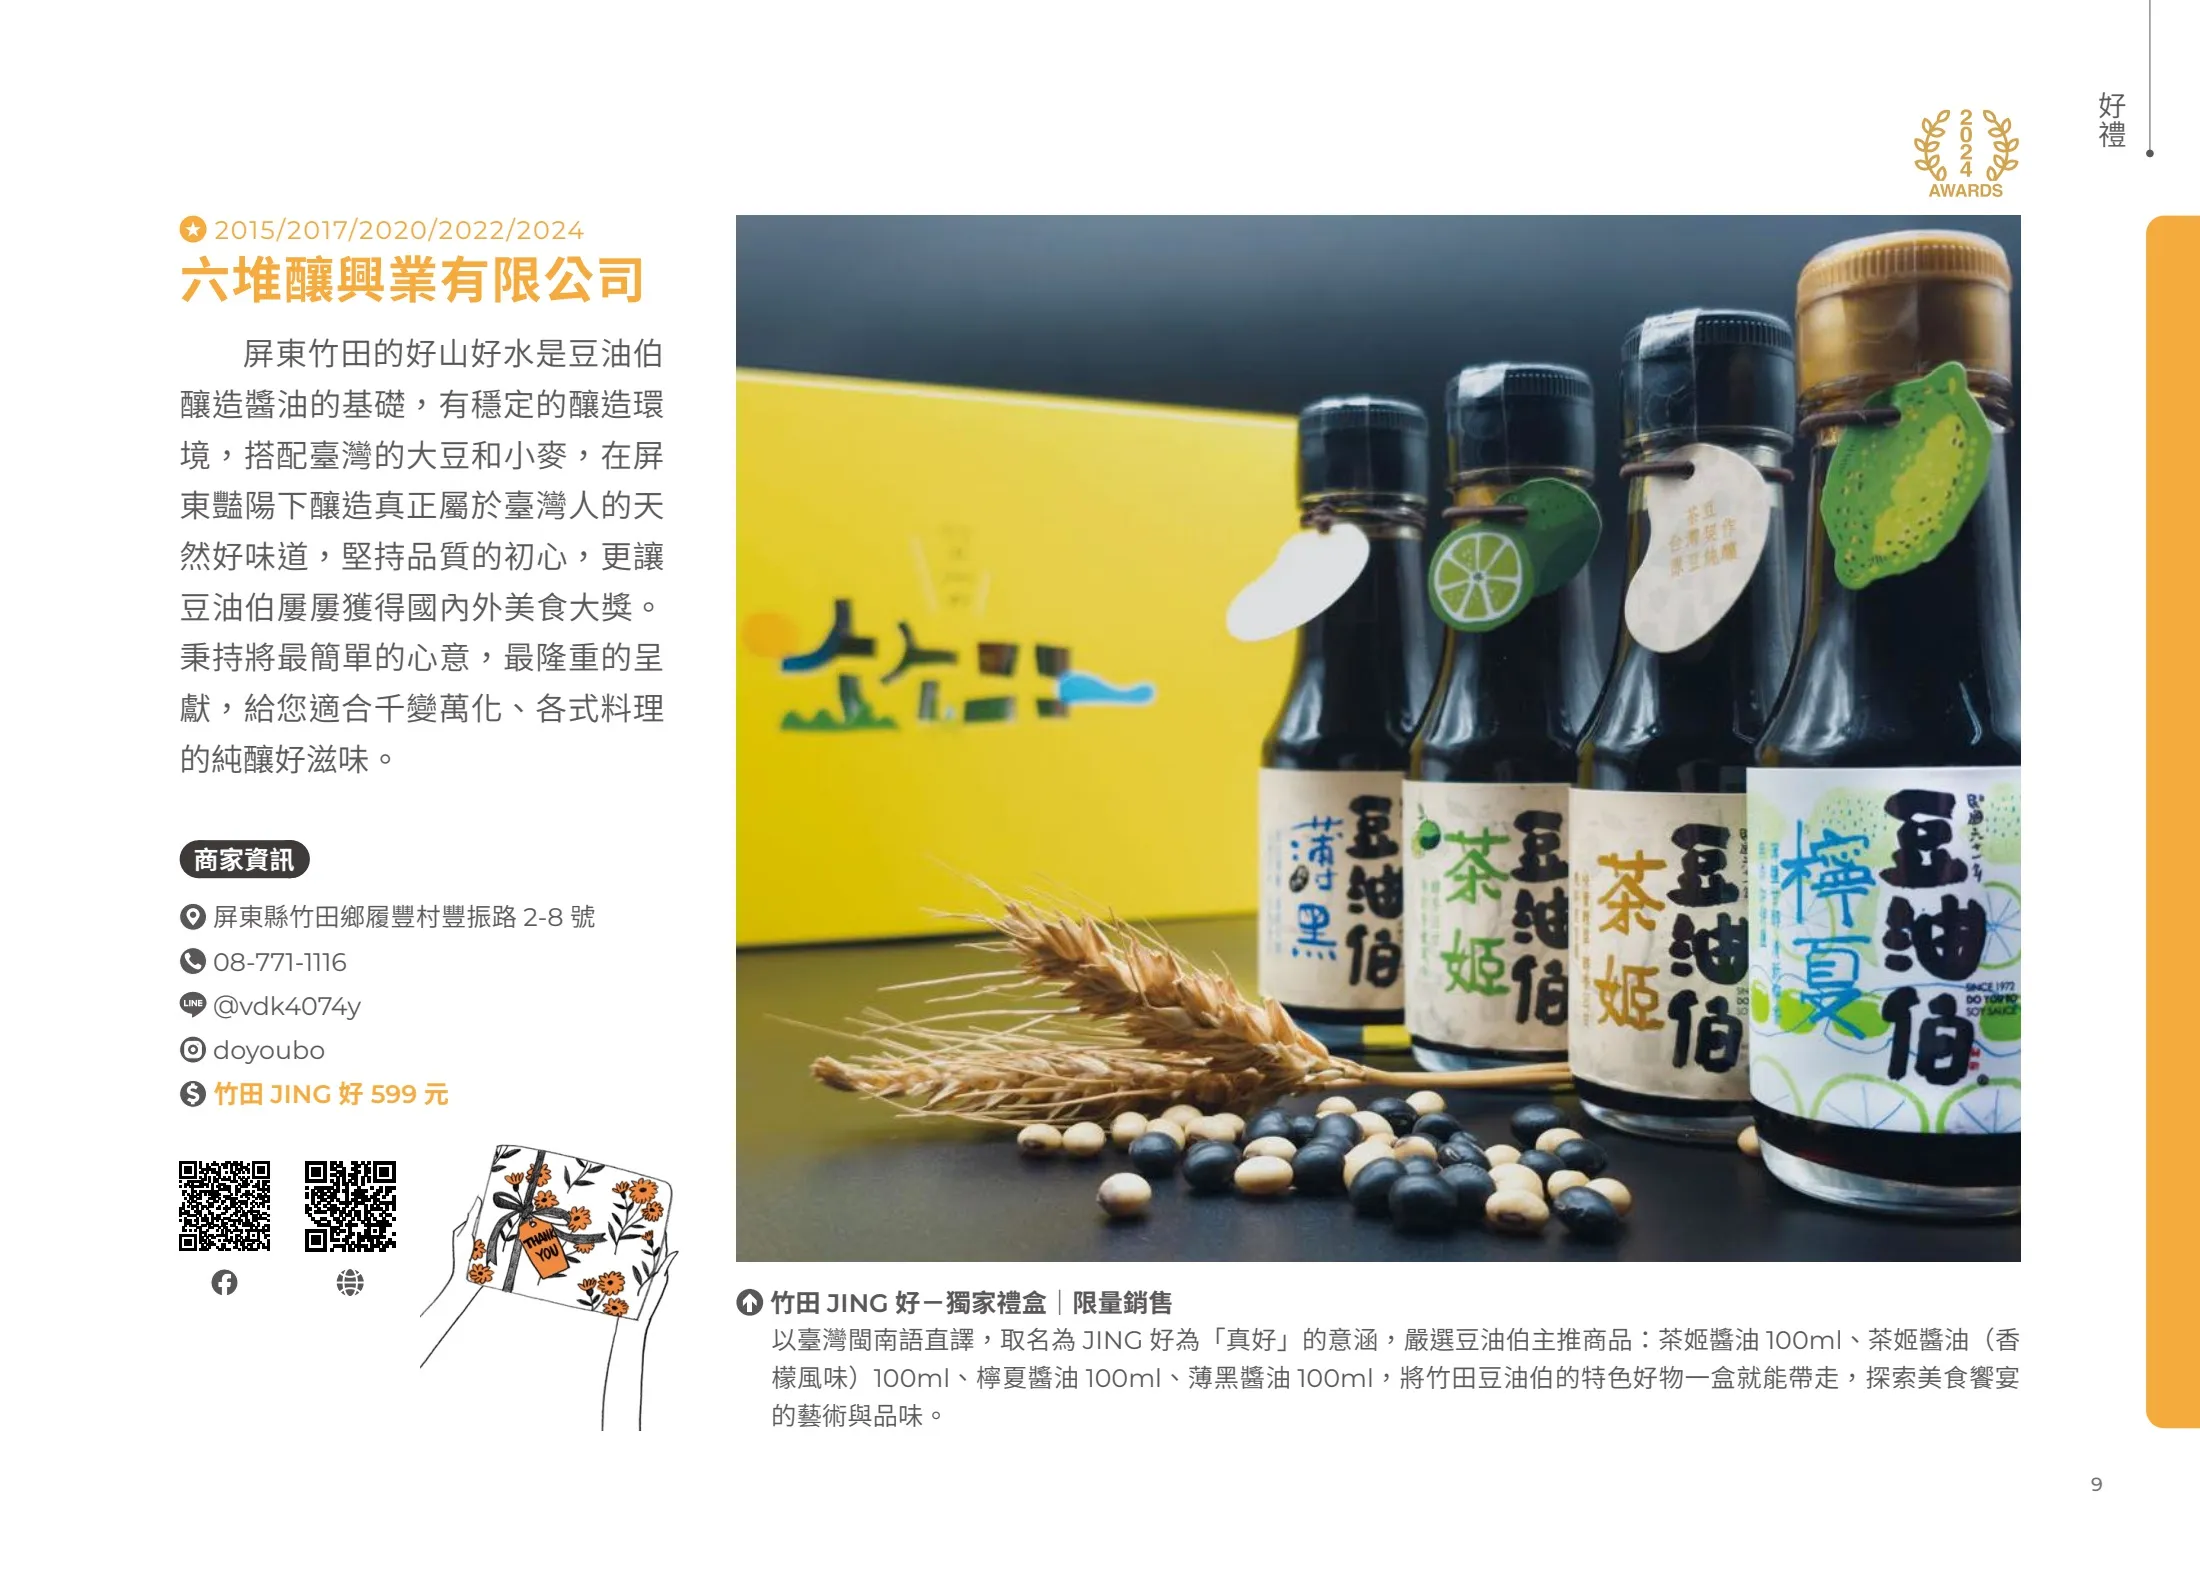 好禮
2024
AWARDS
2015/2017/2020/2022/2024
六堆釀興業有限公司
屏東竹田的好山好水是豆油伯
釀造醬油的基礎，有穩定的釀造環
境，搭配臺灣的大豆和小麥，在屏
東豔陽下釀造真正屬於臺灣人的天
然好味道，堅持品質的初心，更讓
豆油伯屢屢獲得國內外美食大獎。
秉持將最簡單的心意，最隆重的呈
獻，給您適合千變萬化、各式料理
的純釀好滋味。
商家資訊
屏東縣竹田鄉履豐村豐振路 2-8 號
08-771-1116
LINE @vdk4074y
doyoubo
竹田 JING 好 599 元
THANK
YOU
竹田
豆油伯
薄黑
豆油伯
茶姬
豆油伯
茶姬
豆油伯
檸夏
SINCE 1972
DO YOU BO
SOY SAUCE
竹田 JING 好－獨家禮盒｜限量銷售
以臺灣閩南語直譯，取名為 JING 好為「真好」的意涵，嚴選豆油伯主推商品：茶姬醬油 100ml、茶姬醬油（香
檬風味）100ml、檸夏醬油 100ml、薄黑醬油 100ml，將竹田豆油伯的特色好物一盒就能帶走，探索美食饗宴
的藝術與品味。
9